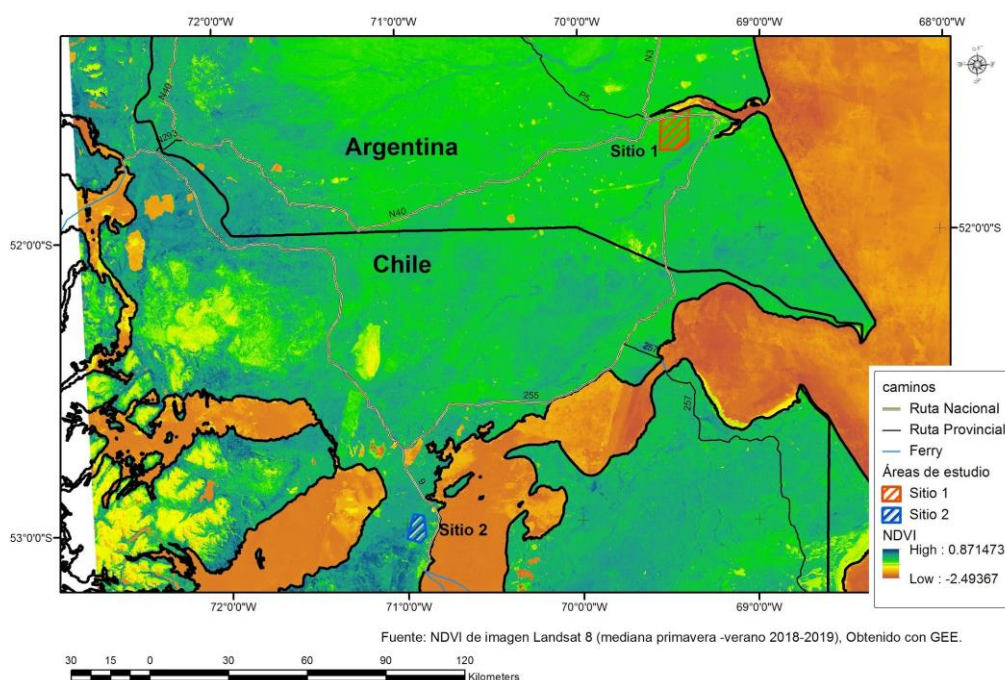 72°0'0"W
71°0'0"W
70°0'0"W
69°0'0"W
68°0'0"W
N40
N3
P5
N293
Argentina
Sitio 1
N40
52°0'0"S
52°0'0"S
Chile
257
255
257
9
Sitio 2
53°0'0"S
caminos
Ruta Nacional
Ruta Provincial
Ferry
Áreas de estudio
Sitio 1
Sitio 2
NDVI
High : 0.871473
Low : -2.49367
72°0'0"W
71°0'0"W
70°0'0"W
69°0'0"W
Fuente: NDVI de imagen Landsat 8 (mediana primavera -verano 2018-2019), Obtenido con GEE.
30 15 0 30 60 90 120
Kilometers